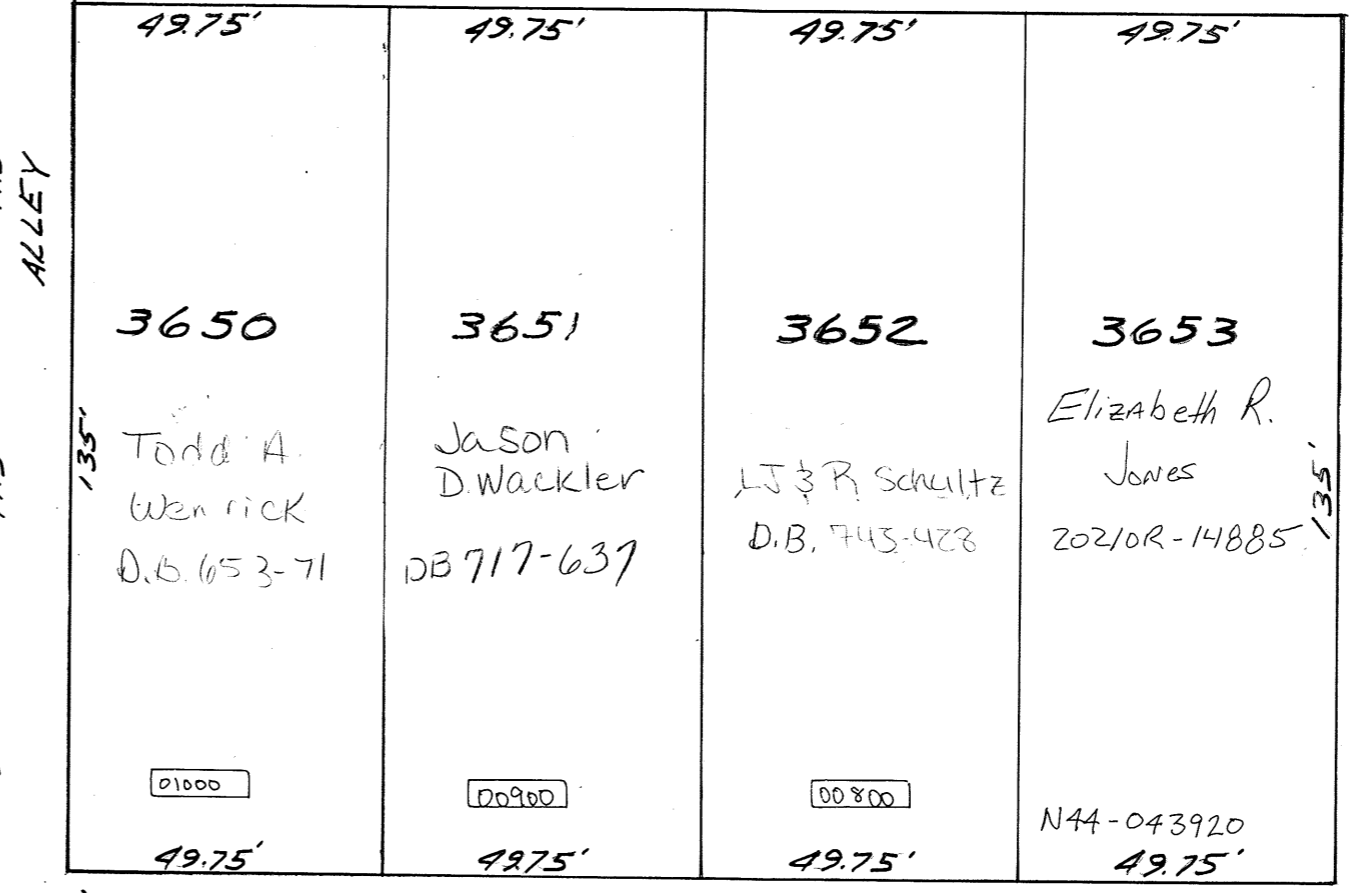 49.75'
49.75'
49.75'
49.75'
ALLEY
3650
3651
3652
3653
135'
Todd A.
Wenrick
D.B. 653-71
Jason
D. Wackler
DB 717-637
LJ & R Schultz
D.B. 743-428
Elizabeth R.
Jones
2021OR-14885
135'
01000
00900
00800
N44-043920
49.75'
4975'
49.75'
49.75'